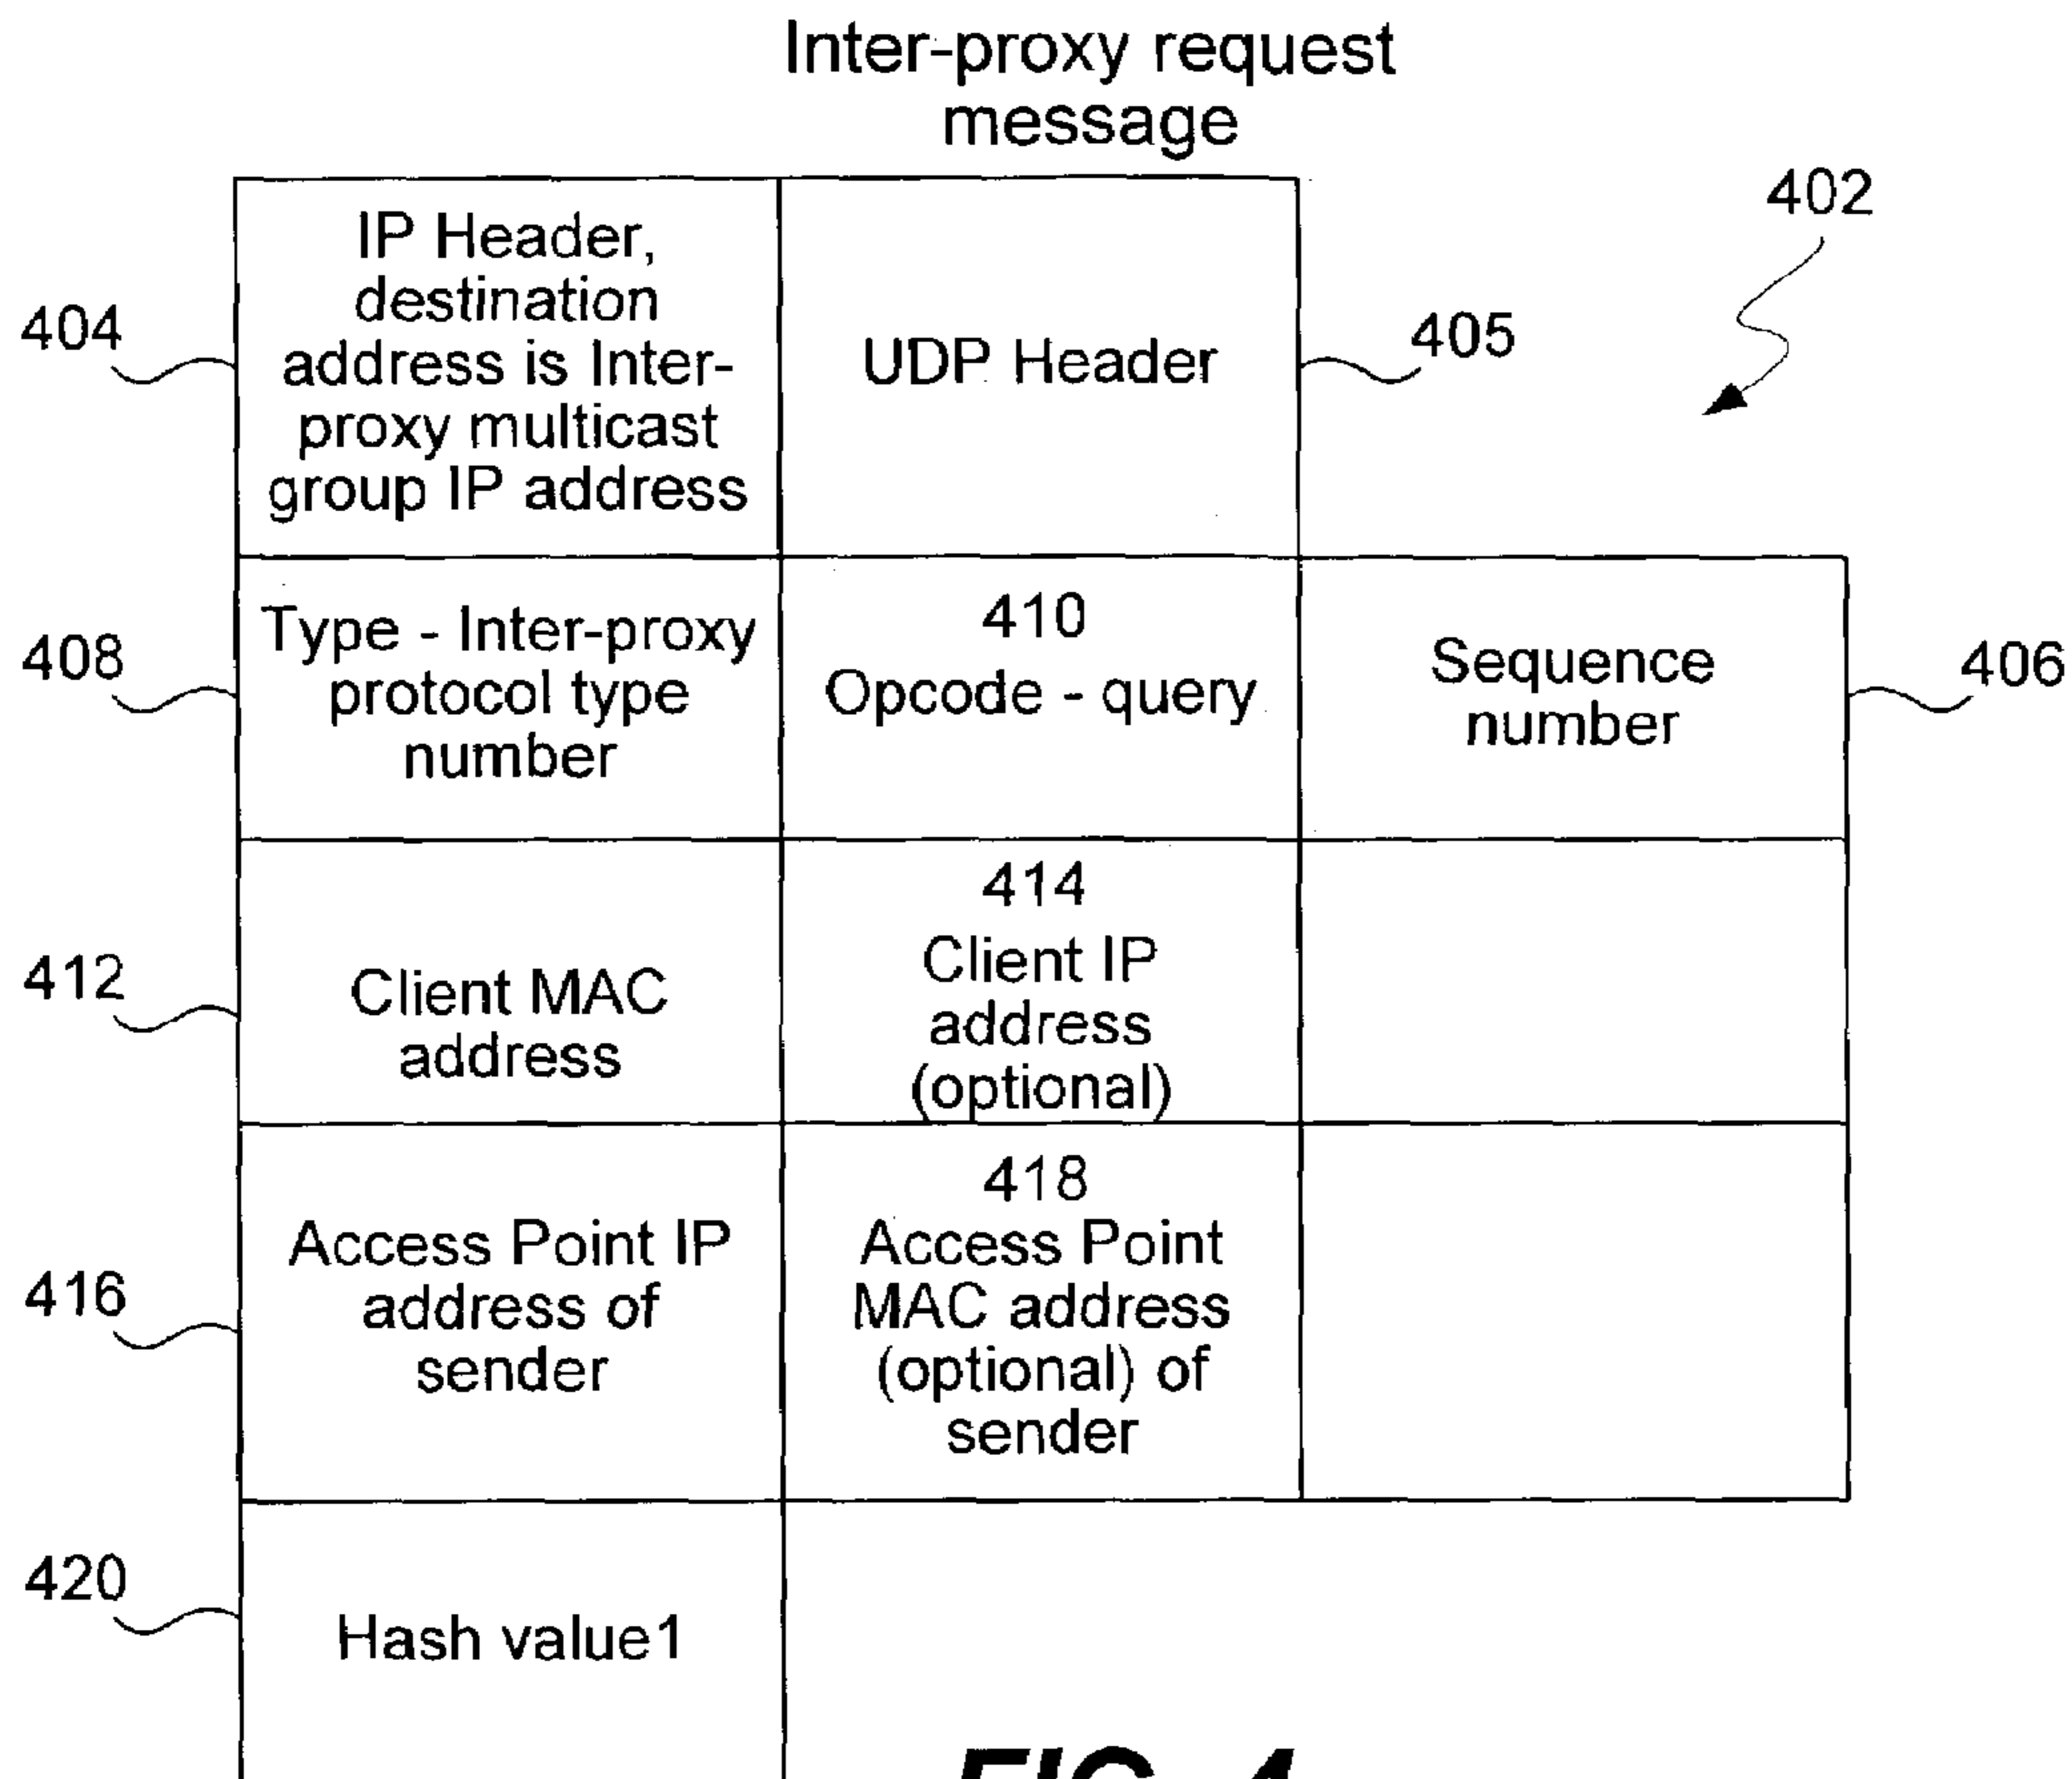 Inter-proxy request
message
402
404
IP Header,
destination
address is Inter-
proxy multicast
group IP address
UDP Header
405
408
Type - Inter-proxy
protocol type
number
410
Opcode - query
Sequence
number
406
412
Client MAC
address
414
Client IP
address
(optional)
416
Access Point IP
address of
sender
418
Access Point
MAC address
(optional) of
sender
420
Hash value1
FIG. 4